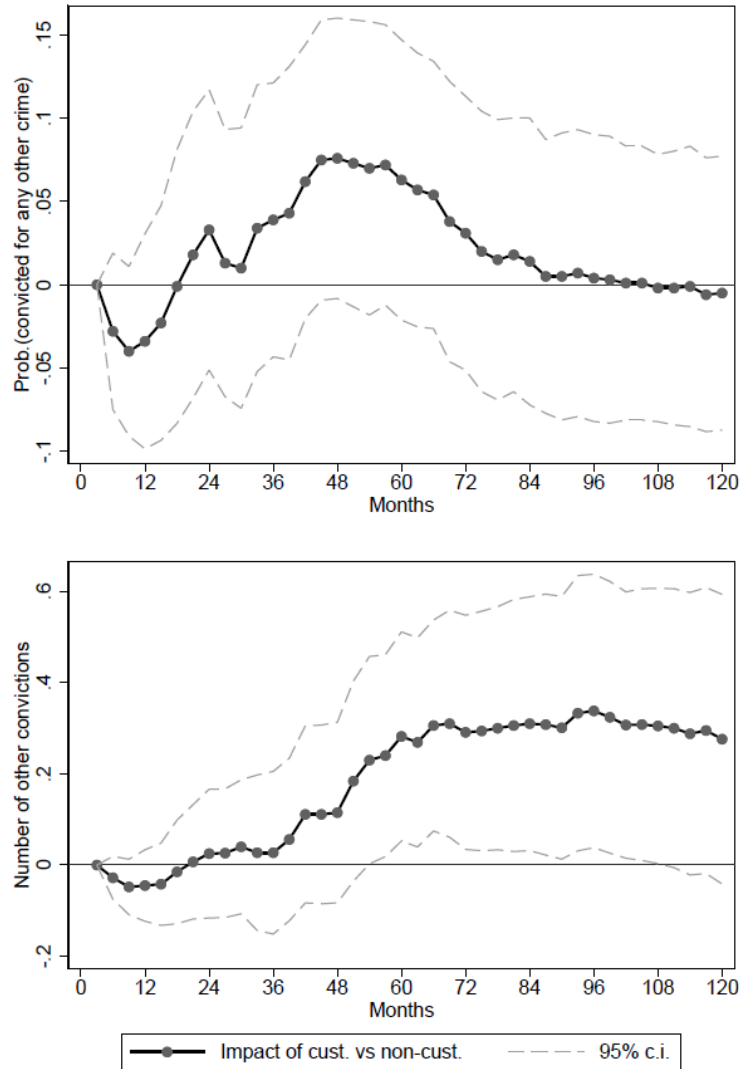 Prob.(convicted for any other crime)
.15
.1
.05
0
-.05
-.1
0 12 24 36 48 60 72 84 96 108 120
Months
Number of other convictions
.6
.4
.2
0
-.2
0 12 24 36 48 60 72 84 96 108 120
Months
Impact of cust. vs non-cust. 95% c.i.